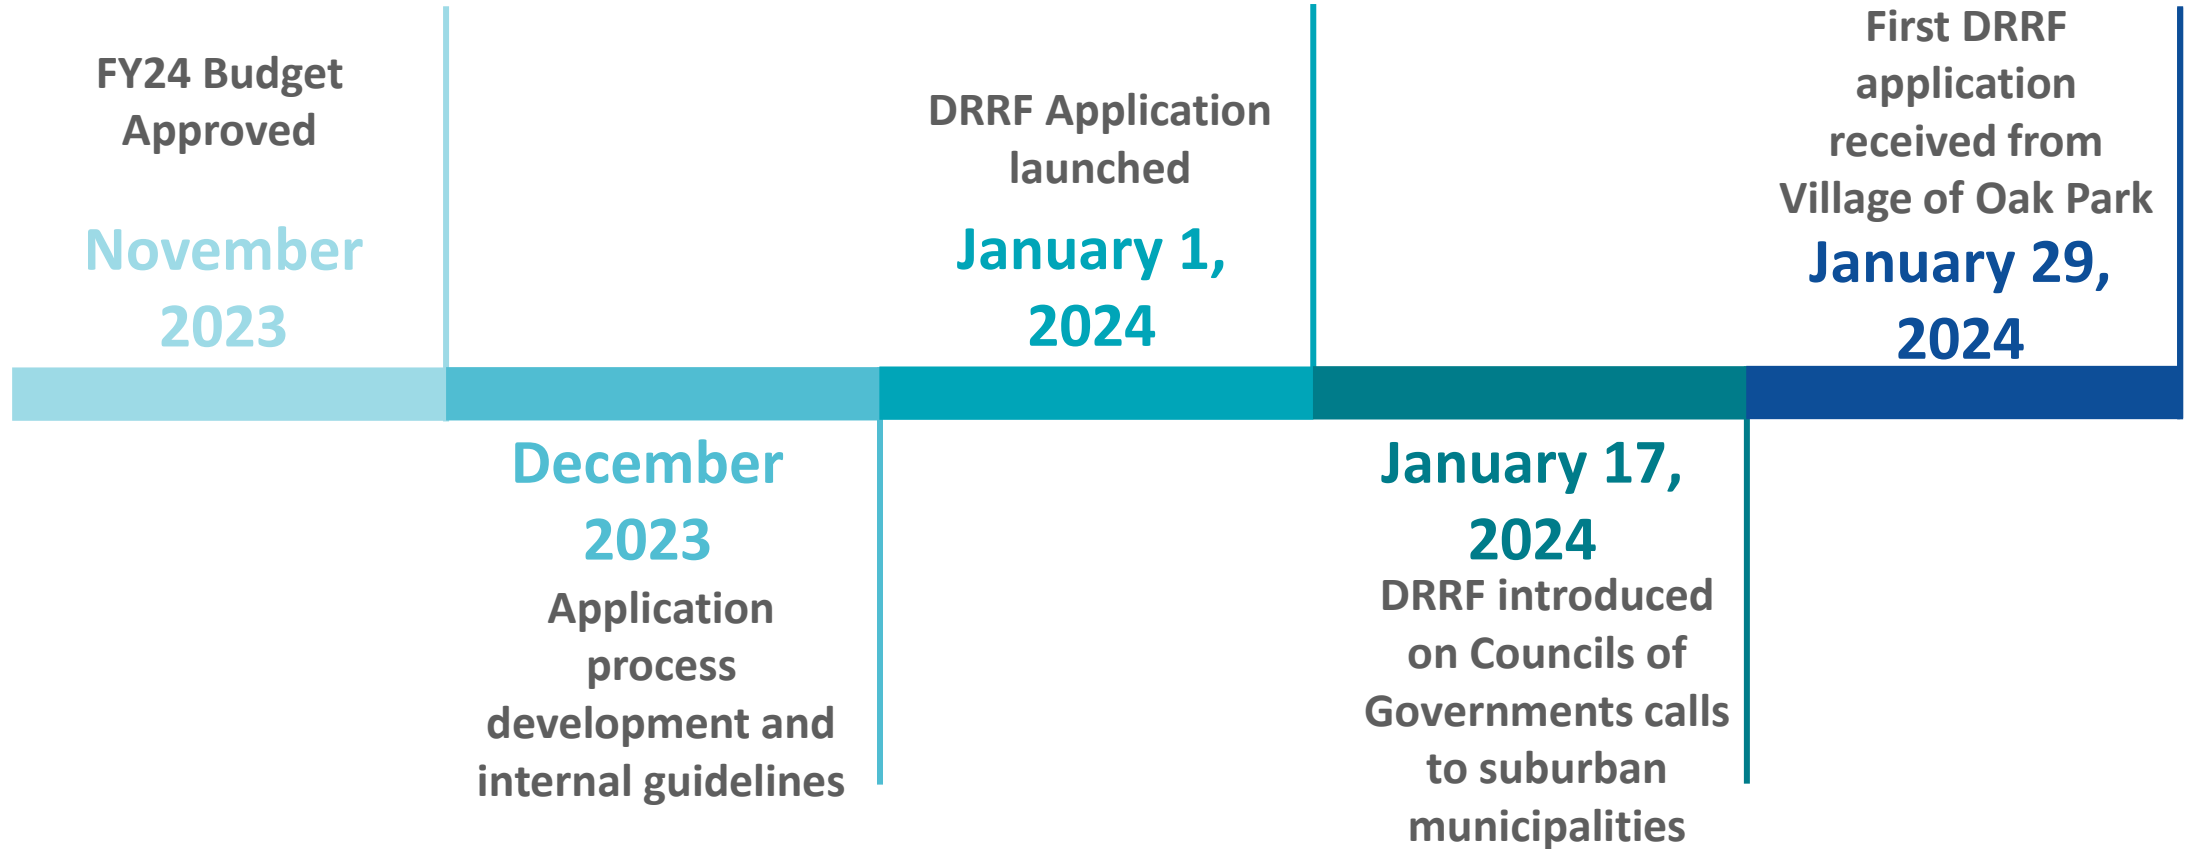 FY24 Budget
Approved
November
2023
December
2023
Application
process
development and
internal guidelines
DRRF Application
launched
January 1,
2024
January 17,
2024
DRRF introduced
on Councils of
Governments calls
to suburban
municipalities
First DRRF
application
received from
Village of Oak Park
January 29,
2024